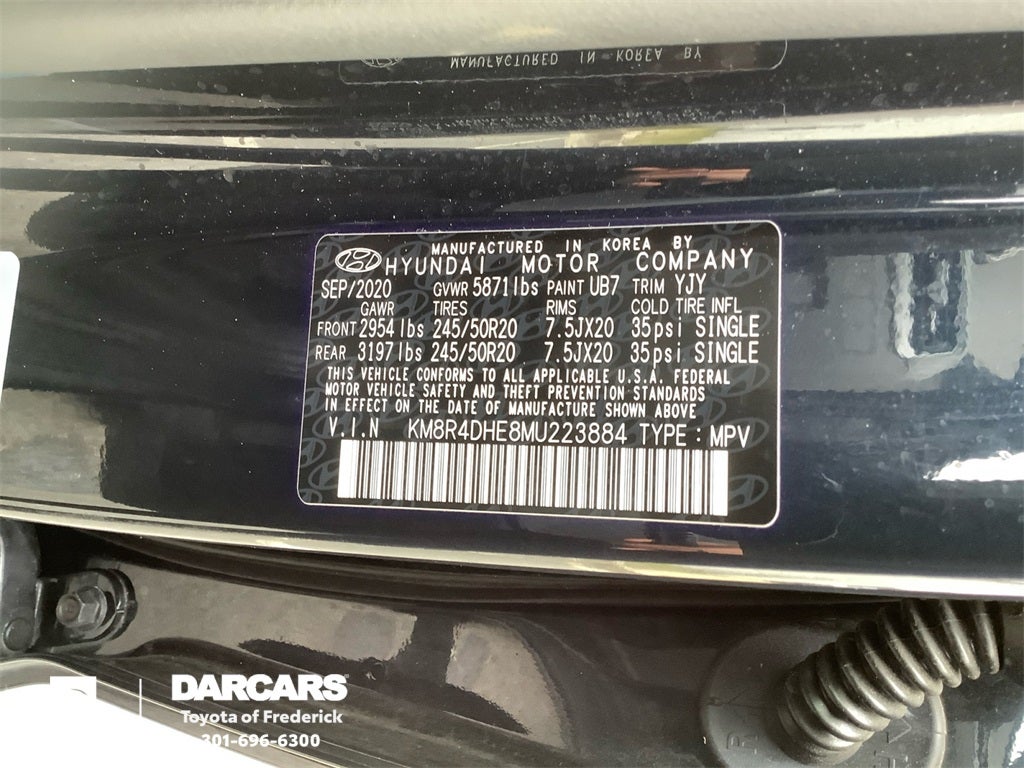 MANUFACTURED IN KOREA BY
MANUFACTURED IN KOREA BY
HYUNDAI MOTOR COMPANY
SEP/2020 GVWR 5871lbs PAINT UB7 TRIM YJY
GAWR TIRES RIMS COLD TIRE INFL
FRONT 2954lbs 245/50R20 7.5JX20 35psi SINGLE
REAR 3197lbs 245/50R20 7.5JX20 35psi SINGLE
THIS VEHICLE CONFORMS TO ALL APPLICABLE U.S.A. FEDERAL
MOTOR VEHICLE SAFETY AND THEFT PREVENTION STANDARDS
IN EFFECT ON THE DATE OF MANUFACTURE SHOWN ABOVE
V.I.N KM8R4DHE8MU223884 TYPE : MPV
DARCARS
Toyota of Frederick
301-696-6300